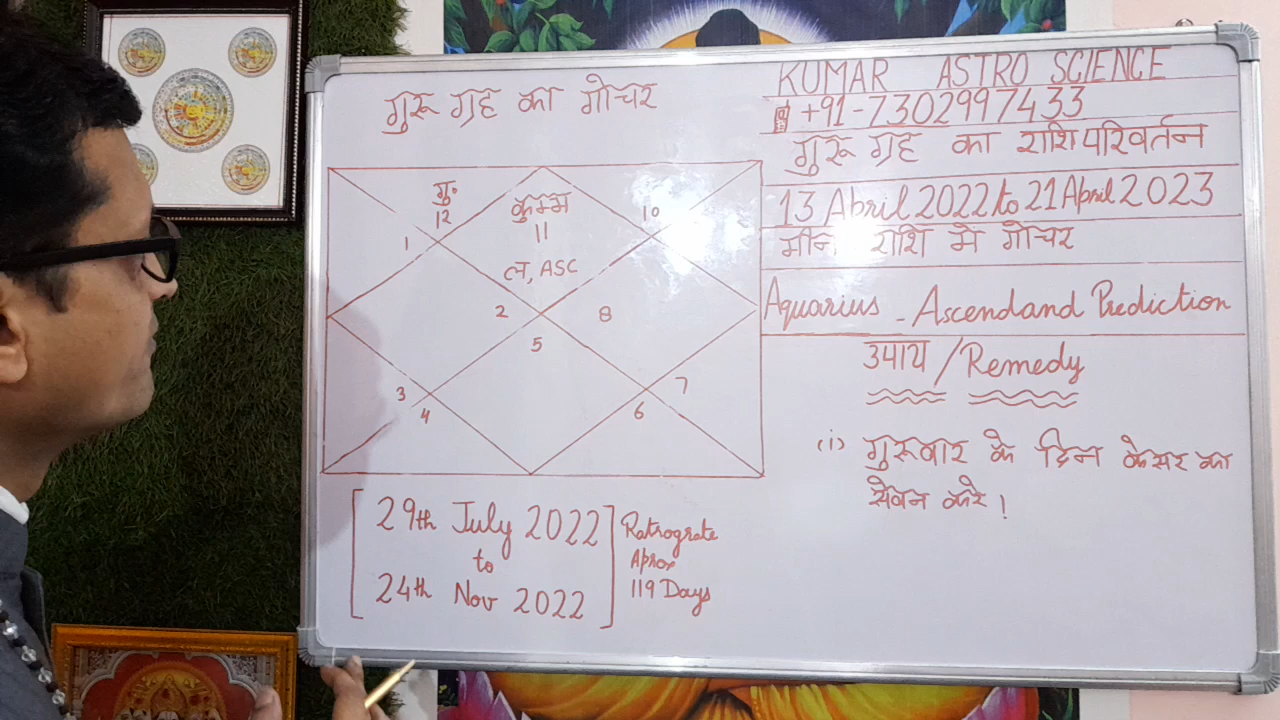 गुरू ग्रह का गोचर
गु॰
12
कुम्भ
11
ल, ASC
10
1
2
8
5
3
4
7
6
[ 29th July 2022
to
24th Nov 2022 ]
Ratrograte
Aprox
119 Days
KUMAR ASTRO SCIENCE
+91-7302997433
गुरू ग्रह का राशि परिवर्तन
13 Abril 2022 to 21 April 2023
मीन राशि मे गोचर
Aquarius - Ascendand Prediction
उपाय / Remedy
(i) गुरूवार के दिन केसर का
सेवन करे !